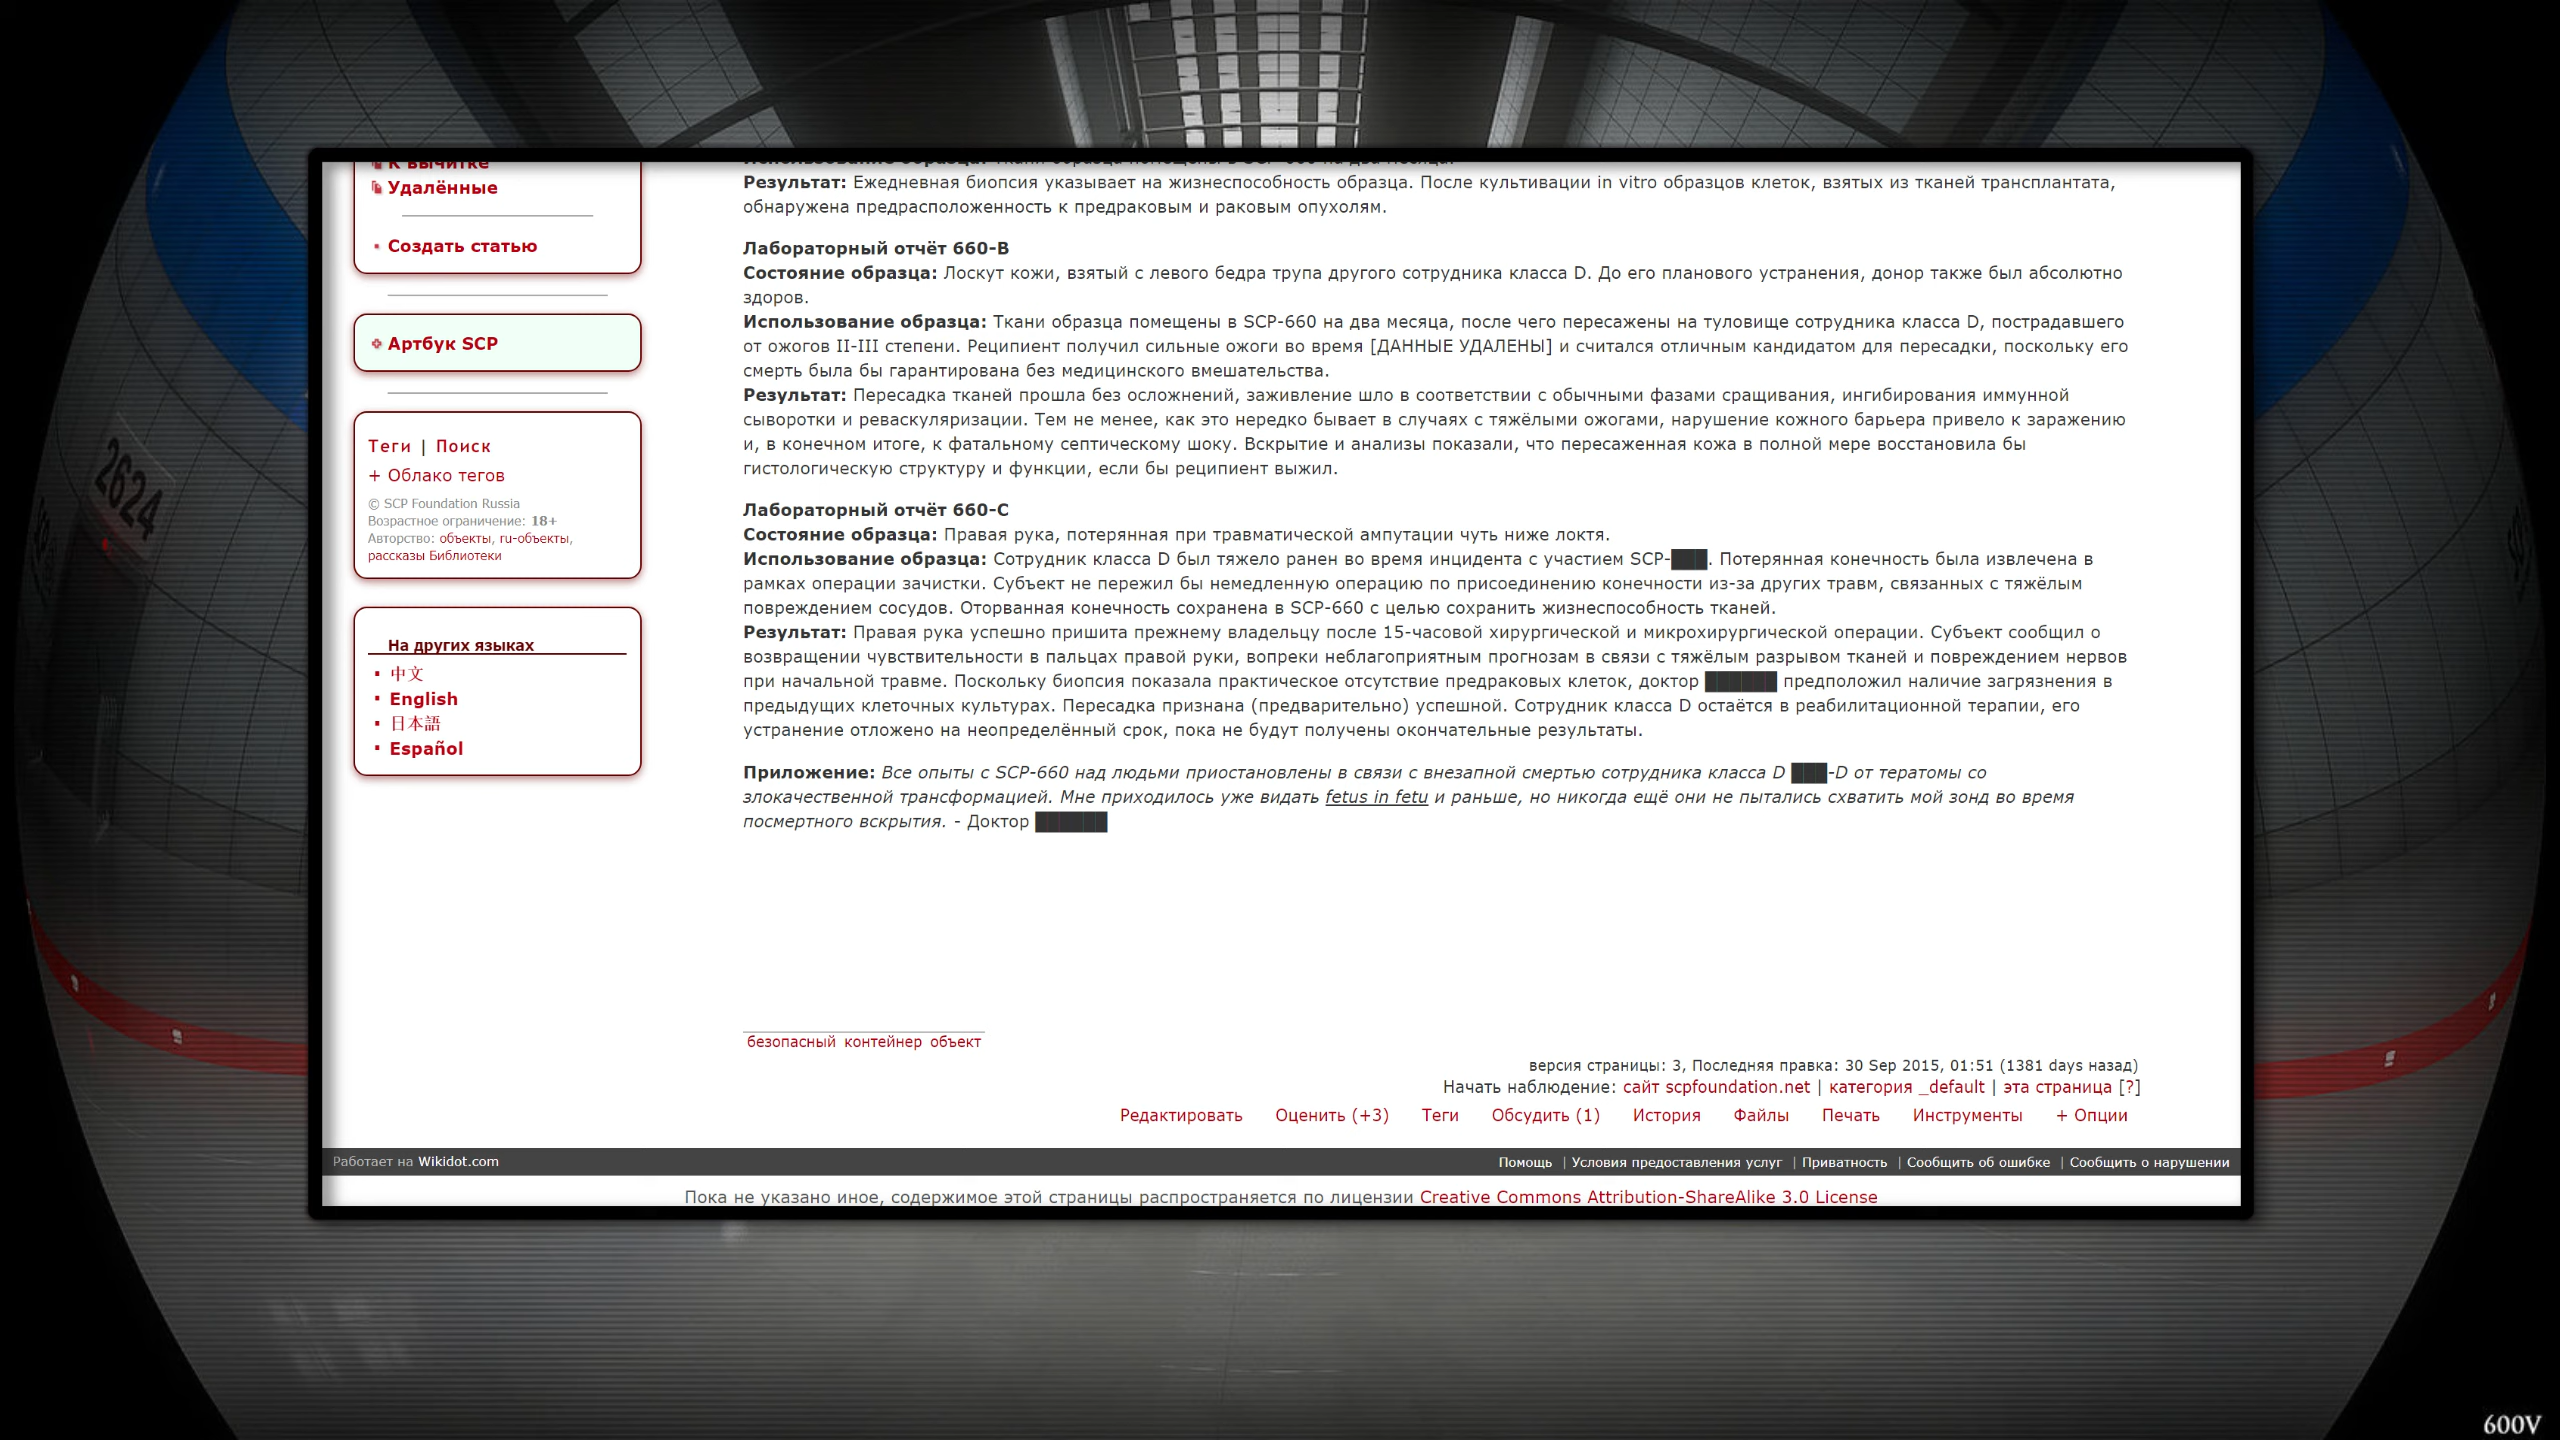 К вычитке
Удалённые
Создать статью
Артбук SCP
Теги | Поиск
+ Облако тегов
© SCP Foundation Russia
Возрастное ограничение: 18+
Авторство: объекты, ru-объекты,
рассказы Библиотеки
На других языках
中文
English
日本語
Español
Использование образца: Ткани образца помещены в SCP-660 на два месяца.
Результат: Ежедневная биопсия указывает на жизнеспособность образца. После культивации in vitro образцов клеток, взятых из тканей трансплантата,
обнаружена предрасположенность к предраковым и раковым опухолям.
Лабораторный отчёт 660-B
Состояние образца: Лоскут кожи, взятый с левого бедра трупа другого сотрудника класса D. До его планового устранения, донор также был абсолютно
здоров.
Использование образца: Ткани образца помещены в SCP-660 на два месяца, после чего пересажены на туловище сотрудника класса D, пострадавшего
от ожогов II-III степени. Реципиент получил сильные ожоги во время [ДАННЫЕ УДАЛЕНЫ] и считался отличным кандидатом для пересадки, поскольку его
смерть была бы гарантирована без медицинского вмешательства.
Результат: Пересадка тканей прошла без осложнений, заживление шло в соответствии с обычными фазами сращивания, ингибирования иммунной
сыворотки и реваскуляризации. Тем не менее, как это нередко бывает в случаях с тяжёлыми ожогами, нарушение кожного барьера привело к заражению
и, в конечном итоге, к фатальному септическому шоку. Вскрытие и анализы показали, что пересаженная кожа в полной мере восстановила бы
гистологическую структуру и функции, если бы реципиент выжил.
Лабораторный отчёт 660-C
Состояние образца: Правая рука, потерянная при травматической ампутации чуть ниже локтя.
Использование образца: Сотрудник класса D был тяжело ранен во время инцидента с участием SCP-███. Потерянная конечность была извлечена в
рамках операции зачистки. Субъект не пережил бы немедленную операцию по присоединению конечности из-за других травм, связанных с тяжёлым
повреждением сосудов. Оторванная конечность сохранена в SCP-660 с целью сохранить жизнеспособность тканей.
Результат: Правая рука успешно пришита прежнему владельцу после 15-часовой хирургической и микрохирургической операции. Субъект сообщил о
возвращении чувствительности в пальцах правой руки, вопреки неблагоприятным прогнозам в связи с тяжёлым разрывом тканей и повреждением нервов
при начальной травме. Поскольку биопсия показала практическое отсутствие предраковых клеток, доктор ██████ предположил наличие загрязнения в
предыдущих клеточных культурах. Пересадка признана (предварительно) успешной. Сотрудник класса D остаётся в реабилитационной терапии, его
устранение отложено на неопределённый срок, пока не будут получены окончательные результаты.
Приложение: Все опыты с SCP-660 над людьми приостановлены в связи с внезапной смертью сотрудника класса D ███-D от тератомы со
злокачественной трансформацией. Мне приходилось уже видать fetus in fetu и раньше, но никогда ещё они не пытались схватить мой зонд во время
посмертного вскрытия. - Доктор ██████
безопасный контейнер объект
версия страницы: 3, Последняя правка: 30 Sep 2015, 01:51 (1381 days назад)
Начать наблюдение: сайт scpfoundation.net | категория _default | эта страница [?]
Редактировать Оценить (+3) Теги Обсудить (1) История Файлы Печать Инструменты + Опции
Работает на Wikidot.com
Помощь | Условия предоставления услуг | Приватность | Сообщить об ошибке | Сообщить о нарушении
Пока не указано иное, содержимое этой страницы распространяется по лицензии Creative Commons Attribution-ShareAlike 3.0 License
2624
600V